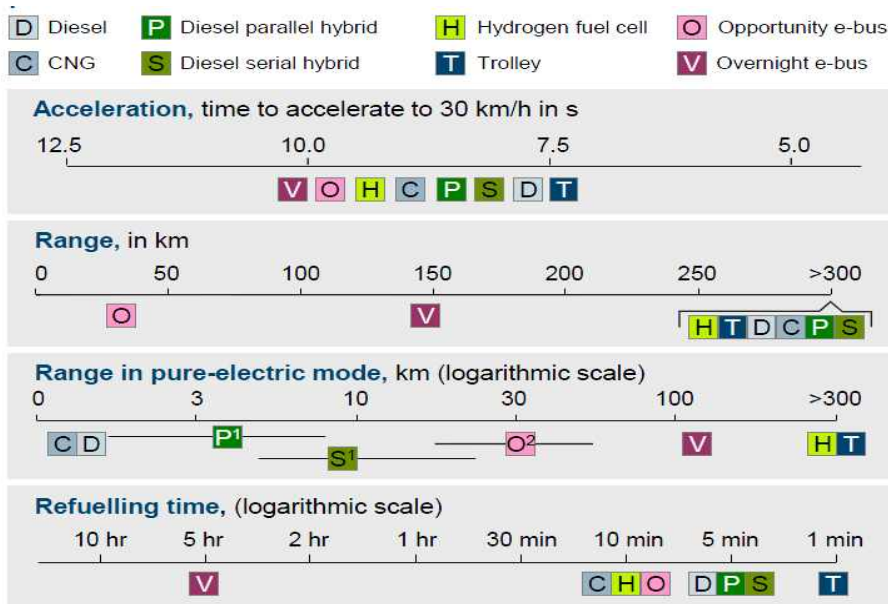 D Diesel P Diesel parallel hybrid H Hydrogen fuel cell O Opportunity e-bus
C CNG S Diesel serial hybrid T Trolley V Overnight e-bus
Acceleration, time to accelerate to 30 km/h in s
12.5 10.0 7.5 5.0
V O H C P S D T
Range, in km
0 50 100 150 200 250 >300
O V H T D C P S
Range in pure-electric mode, km (logarithmic scale)
0 3 10 30 100 >300
C D P¹ S¹ O² V H T
Refuelling time, (logarithmic scale)
10 hr 5 hr 2 hr 1 hr 30 min 10 min 5 min 1 min
V C H O D P S T